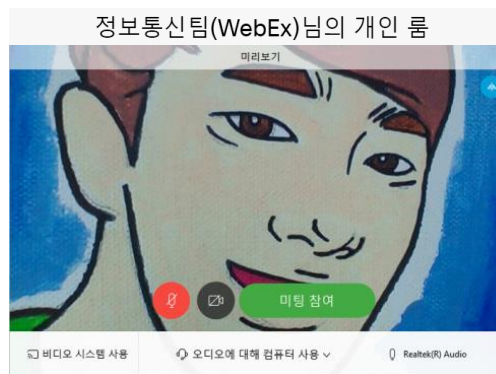 정보통신팀(WebEx)님의 개인 룸
미리보기
미팅 참여
비디오 시스템 사용
오디오에 대해 컴퓨터 사용
Realtek(R) Audio